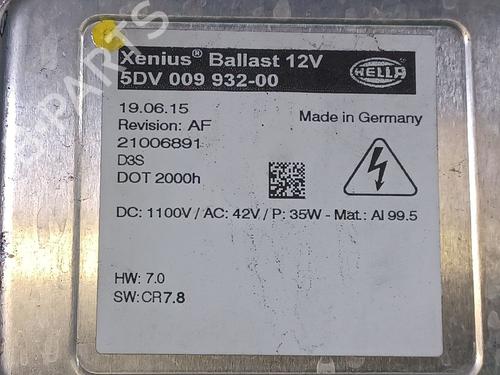 Xenius® Ballast 12V
5DV 009 932-00
HELLA
19.06.15
Made in Germany
Revision: AF
21006891
D3S
DOT 2000h
DC: 1100V / AC: 42V / P: 35W - Mat.: Al 99.5
HW: 7.0
SW: CR7.8